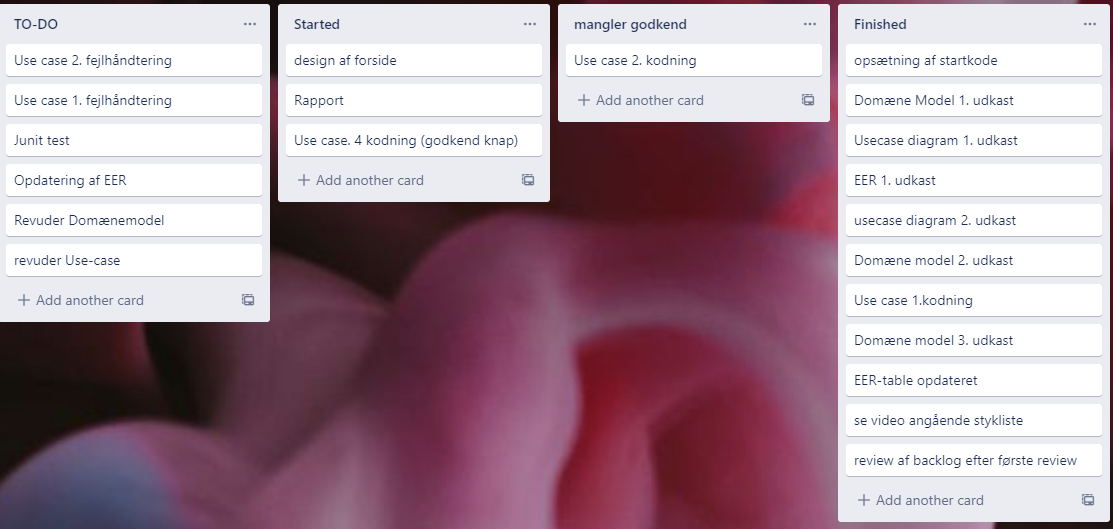 TO-DO
Use case 2. fejlhåndtering
Use case 1. fejlhåndtering
Junit test
Opdatering af EER
Revuder Domænemodel
revuder Use-case
Add another card
Started
design af forside
Rapport
Use case. 4 kodning (godkend knap)
Add another card
mangler godkend
Use case 2. kodning
Add another card
Finished
opsætning af startkode
Domæne Model 1. udkast
Usecase diagram 1. udkast
EER 1. udkast
usecase diagram 2. udkast
Domæne model 2. udkast
Use case 1.kodning
Domæne model 3. udkast
EER-table opdateret
se video angående stykliste
review af backlog efter første review
Add another card